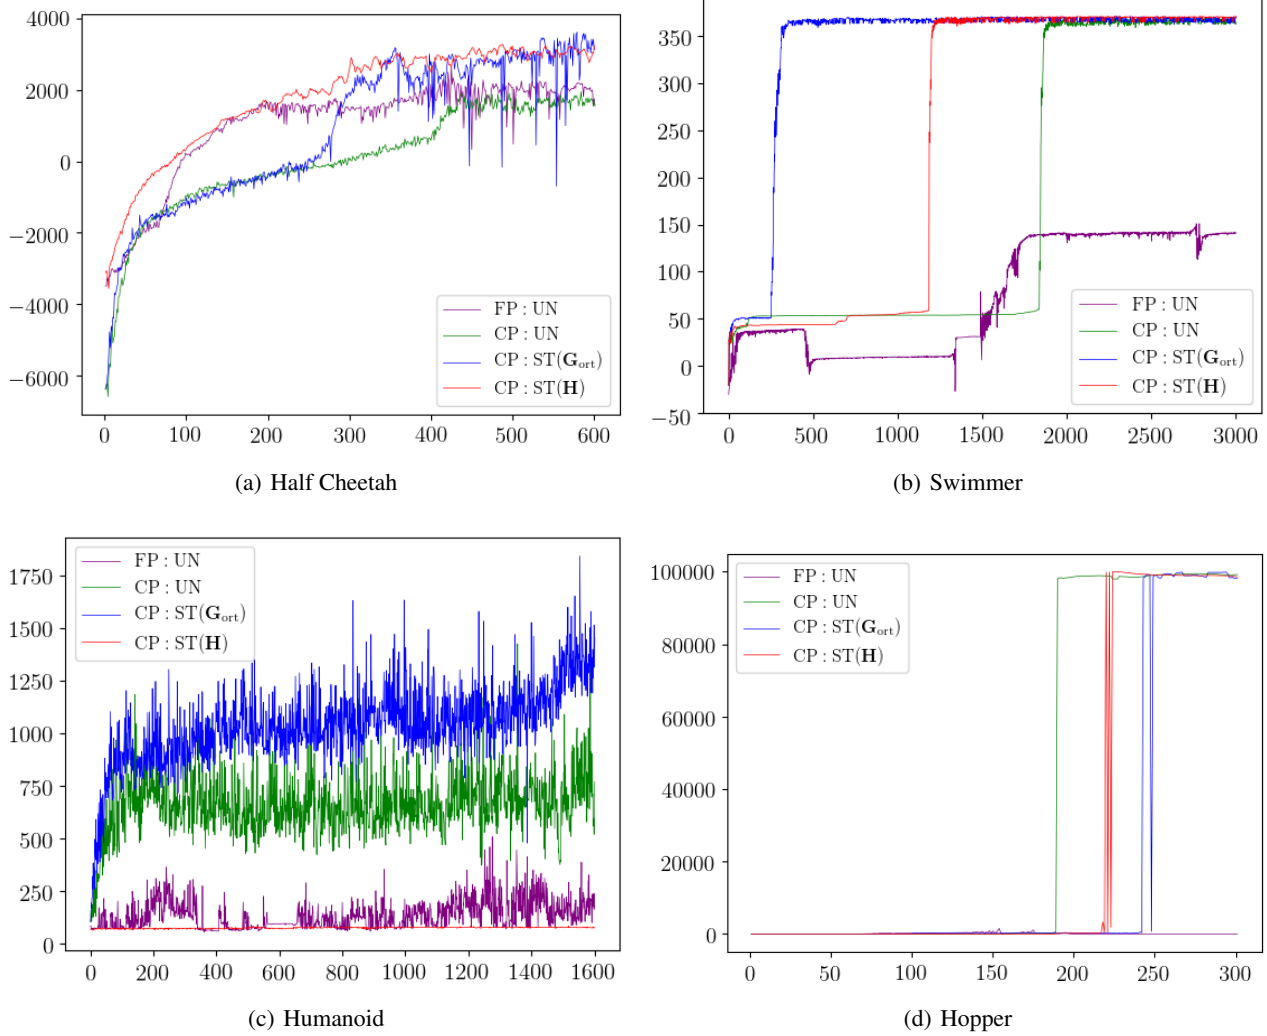 4000
2000
0
−2000
−4000
−6000
0 100 200 300 400 500 600
FP : UN
CP : UN
CP : ST(G_ort)
CP : ST(H)
(a) Half Cheetah
350
300
250
200
150
100
50
0
−50
0 500 1000 1500 2000 2500 3000
FP : UN
CP : UN
CP : ST(G_ort)
CP : ST(H)
(b) Swimmer
1750
1500
1250
1000
750
500
250
0
0 200 400 600 800 1000 1200 1400 1600
FP : UN
CP : UN
CP : ST(G_ort)
CP : ST(H)
(c) Humanoid
100000
80000
60000
40000
20000
0
0 50 100 150 200 250 300
FP : UN
CP : UN
CP : ST(G_ort)
CP : ST(H)
(d) Hopper